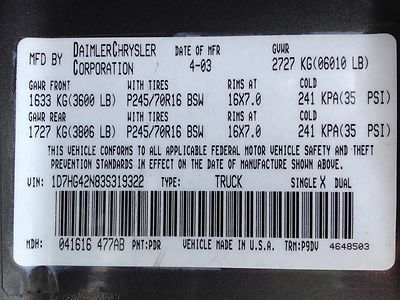 MFD BY DAIMLERCHRYSLER CORPORATION DATE OF MFR 4-03 GVWR 2727 KG(06010 LB)
GAWR FRONT WITH TIRES RIMS AT COLD
1633 KG(3600 LB) P245/70R16 BSW 16X7.0 241 KPA(35 PSI)
GAWR REAR WITH TIRES RIMS AT COLD
1727 KG(3806 LB) P245/70R16 BSW 16X7.0 241 KPA(35 PSI)
THIS VEHICLE CONFORMS TO ALL APPLICABLE FEDERAL MOTOR VEHICLE SAFETY AND THEFT
PREVENTION STANDARDS IN EFFECT ON THE DATE OF MANUFACTURE SHOWN ABOVE.
VIN: 1D7HG42N83S319322 TYPE: TRUCK SINGLE X DUAL
MDH: 041616 477AB PNT:PDR VEHICLE MADE IN U.S.A. TRM:P9DV 4648503